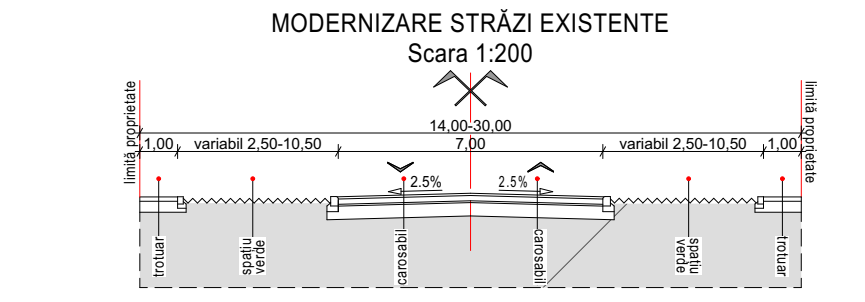 MODERNIZARE STRĂZI EXISTENTE
Scara 1:200
limită proprietate
limită proprietate
14,00-30,00
1,00
variabil 2,50-10,50
7,00
variabil 2,50-10,50
1,00
2.5%
2.5%
trotuar
spațiu
verde
carosabil
carosabil
spațiu
verde
trotuar